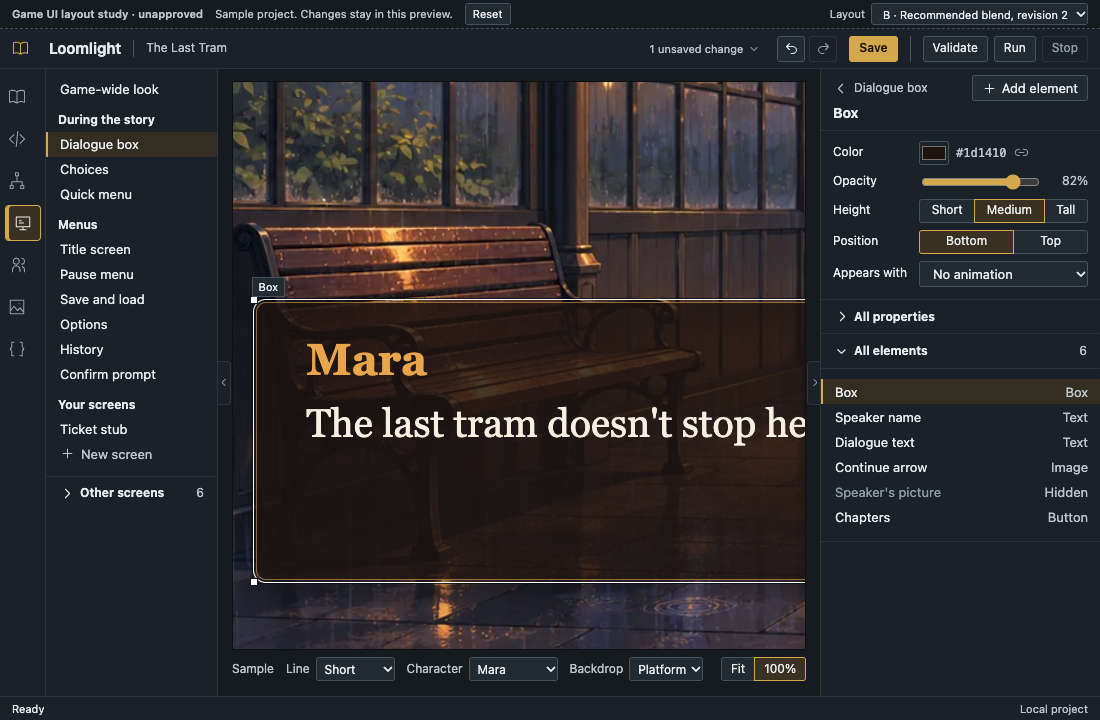 Game UI layout study · unapproved Sample project. Changes stay in this preview. Reset Layout B · Recommended blend, revision 2
Loomlight The Last Tram 1 unsaved change Save Validate Run Stop
Game-wide look
During the story
Dialogue box
Choices
Quick menu
Menus
Title screen
Pause menu
Save and load
Options
History
Confirm prompt
Your screens
Ticket stub
+ New screen
Other screens 6
Box
Mara
The last tram doesn't stop he
Sample Line Short Character Mara Backdrop Platform Fit 100%
Dialogue box + Add element
Box
Color #1d1410
Opacity 82%
Height Short Medium Tall
Position Bottom Top
Appears with No animation
All properties
All elements 6
Box Box
Speaker name Text
Dialogue text Text
Continue arrow Image
Speaker's picture Hidden
Chapters Button
Ready Local project